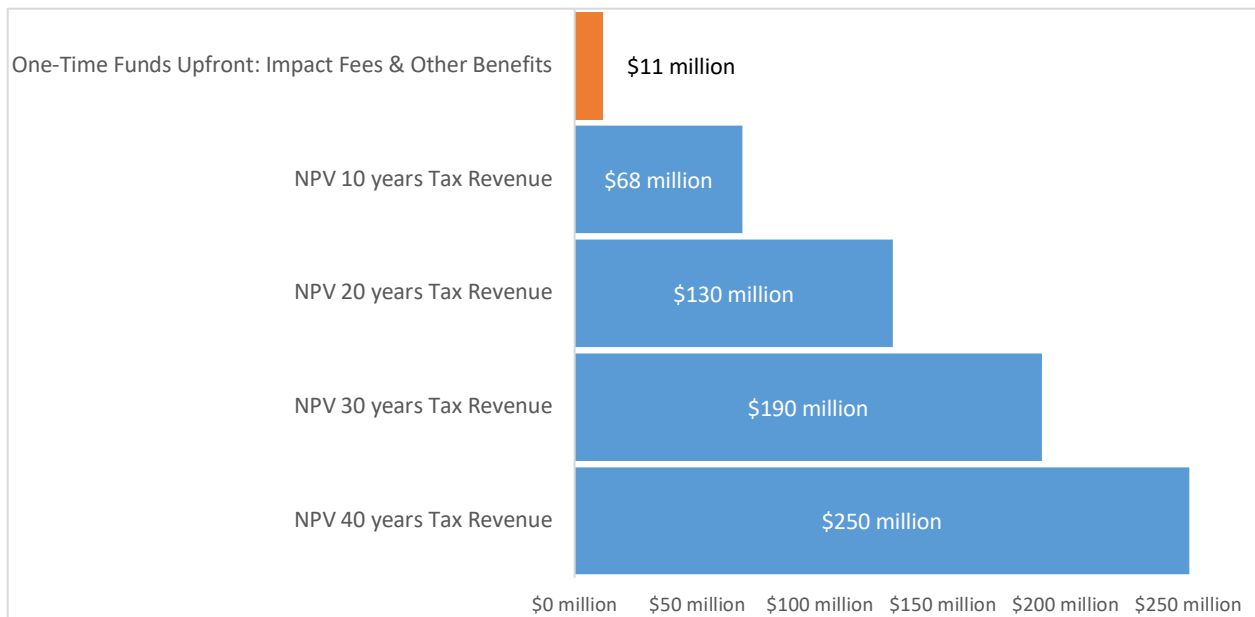 One-Time Funds Upfront: Impact Fees & Other Benefits
$11 million
NPV 10 years Tax Revenue
$68 million
NPV 20 years Tax Revenue
$130 million
NPV 30 years Tax Revenue
$190 million
NPV 40 years Tax Revenue
$250 million
$0 million
$50 million
$100 million
$150 million
$200 million
$250 million